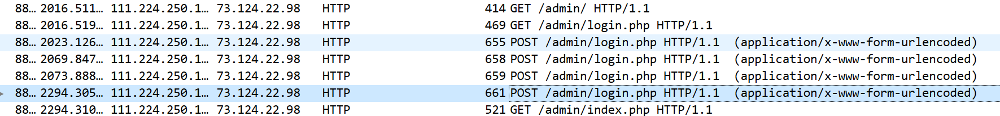 88… 2016.511… 111.224.250.1… 73.124.22.98 HTTP 414 GET /admin/ HTTP/1.1
88… 2016.519… 111.224.250.1… 73.124.22.98 HTTP 469 GET /admin/login.php HTTP/1.1
88… 2023.126… 111.224.250.1… 73.124.22.98 HTTP 655 POST /admin/login.php HTTP/1.1 (application/x-www-form-urlencoded)
88… 2069.847… 111.224.250.1… 73.124.22.98 HTTP 658 POST /admin/login.php HTTP/1.1 (application/x-www-form-urlencoded)
88… 2073.888… 111.224.250.1… 73.124.22.98 HTTP 659 POST /admin/login.php HTTP/1.1 (application/x-www-form-urlencoded)
88… 2294.305… 111.224.250.1… 73.124.22.98 HTTP 661 POST /admin/login.php HTTP/1.1 (application/x-www-form-urlencoded)
88… 2294.310… 111.224.250.1… 73.124.22.98 HTTP 521 GET /admin/index.php HTTP/1.1